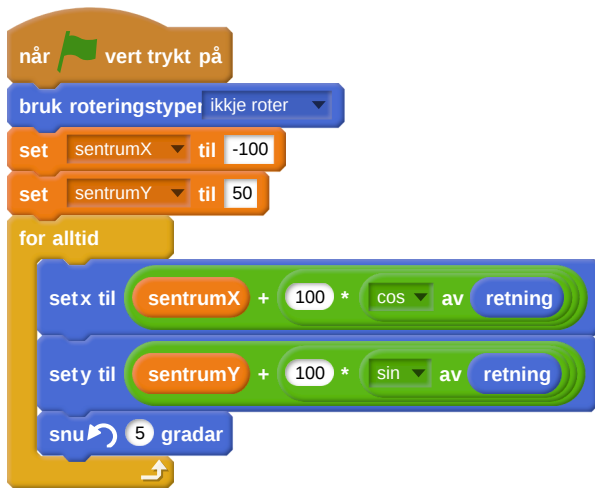 når vert trykt på
bruk roteringstypen ikkje roter
set sentrumX til -100
set sentrumY til 50
for alltid
set x til sentrumX + 100 * cos av retning
set y til sentrumY + 100 * sin av retning
snu 5 gradar